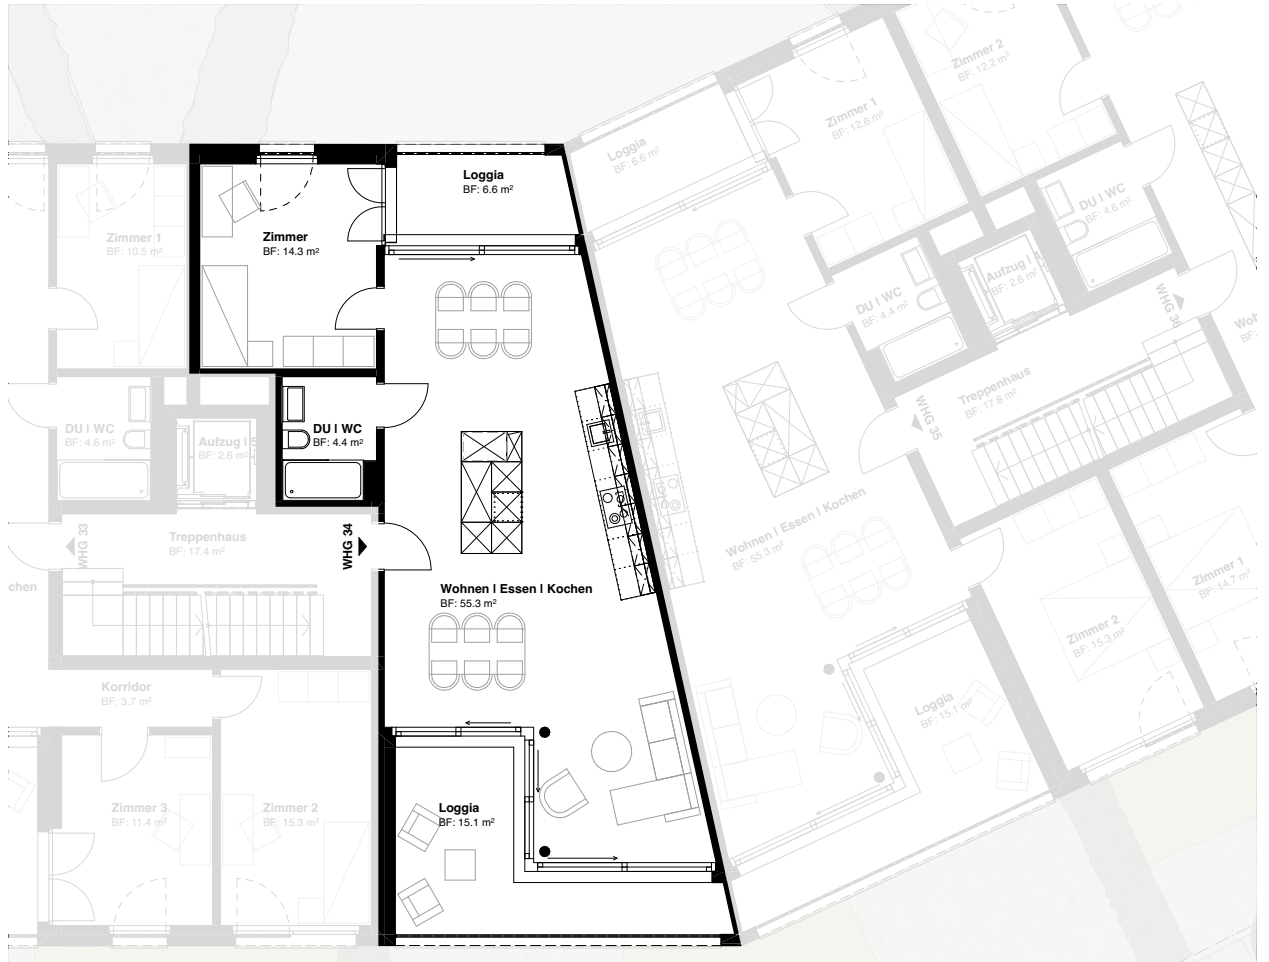 Zimmer 2
BF: 12.2 m²
Zimmer 1
BF: 12.6 m²
Loggia
BF: 6.6 m²
Loggia
BF: 6.6 m²
DU I WC
BF: 4.6 m²
Zimmer 1
BF: 10.5 m²
Zimmer
BF: 14.3 m²
Aufzug I 4
BF: 2.6 m²
DU I WC
BF: 4.4 m²
WHG 36
Treppenhaus
BF: 17.8 m²
WHG 35
DU I WC
BF: 4.6 m²
Aufzug I 5
BF: 2.6 m²
DU I WC
BF: 4.4 m²
WHG 33
Treppenhaus
BF: 17.4 m²
WHG 34
Wohnen I Essen I Kochen
BF: 55.3 m²
chen
Wohnen I Essen I Kochen
BF: 55.3 m²
Zimmer 1
BF: 14.7 m²
Zimmer 2
BF: 15.3 m²
Korridor
BF: 3.7 m²
Loggia
BF: 15.1 m²
Zimmer 3
BF: 11.4 m²
Zimmer 2
BF: 15.3 m²
Loggia
BF: 15.1 m²